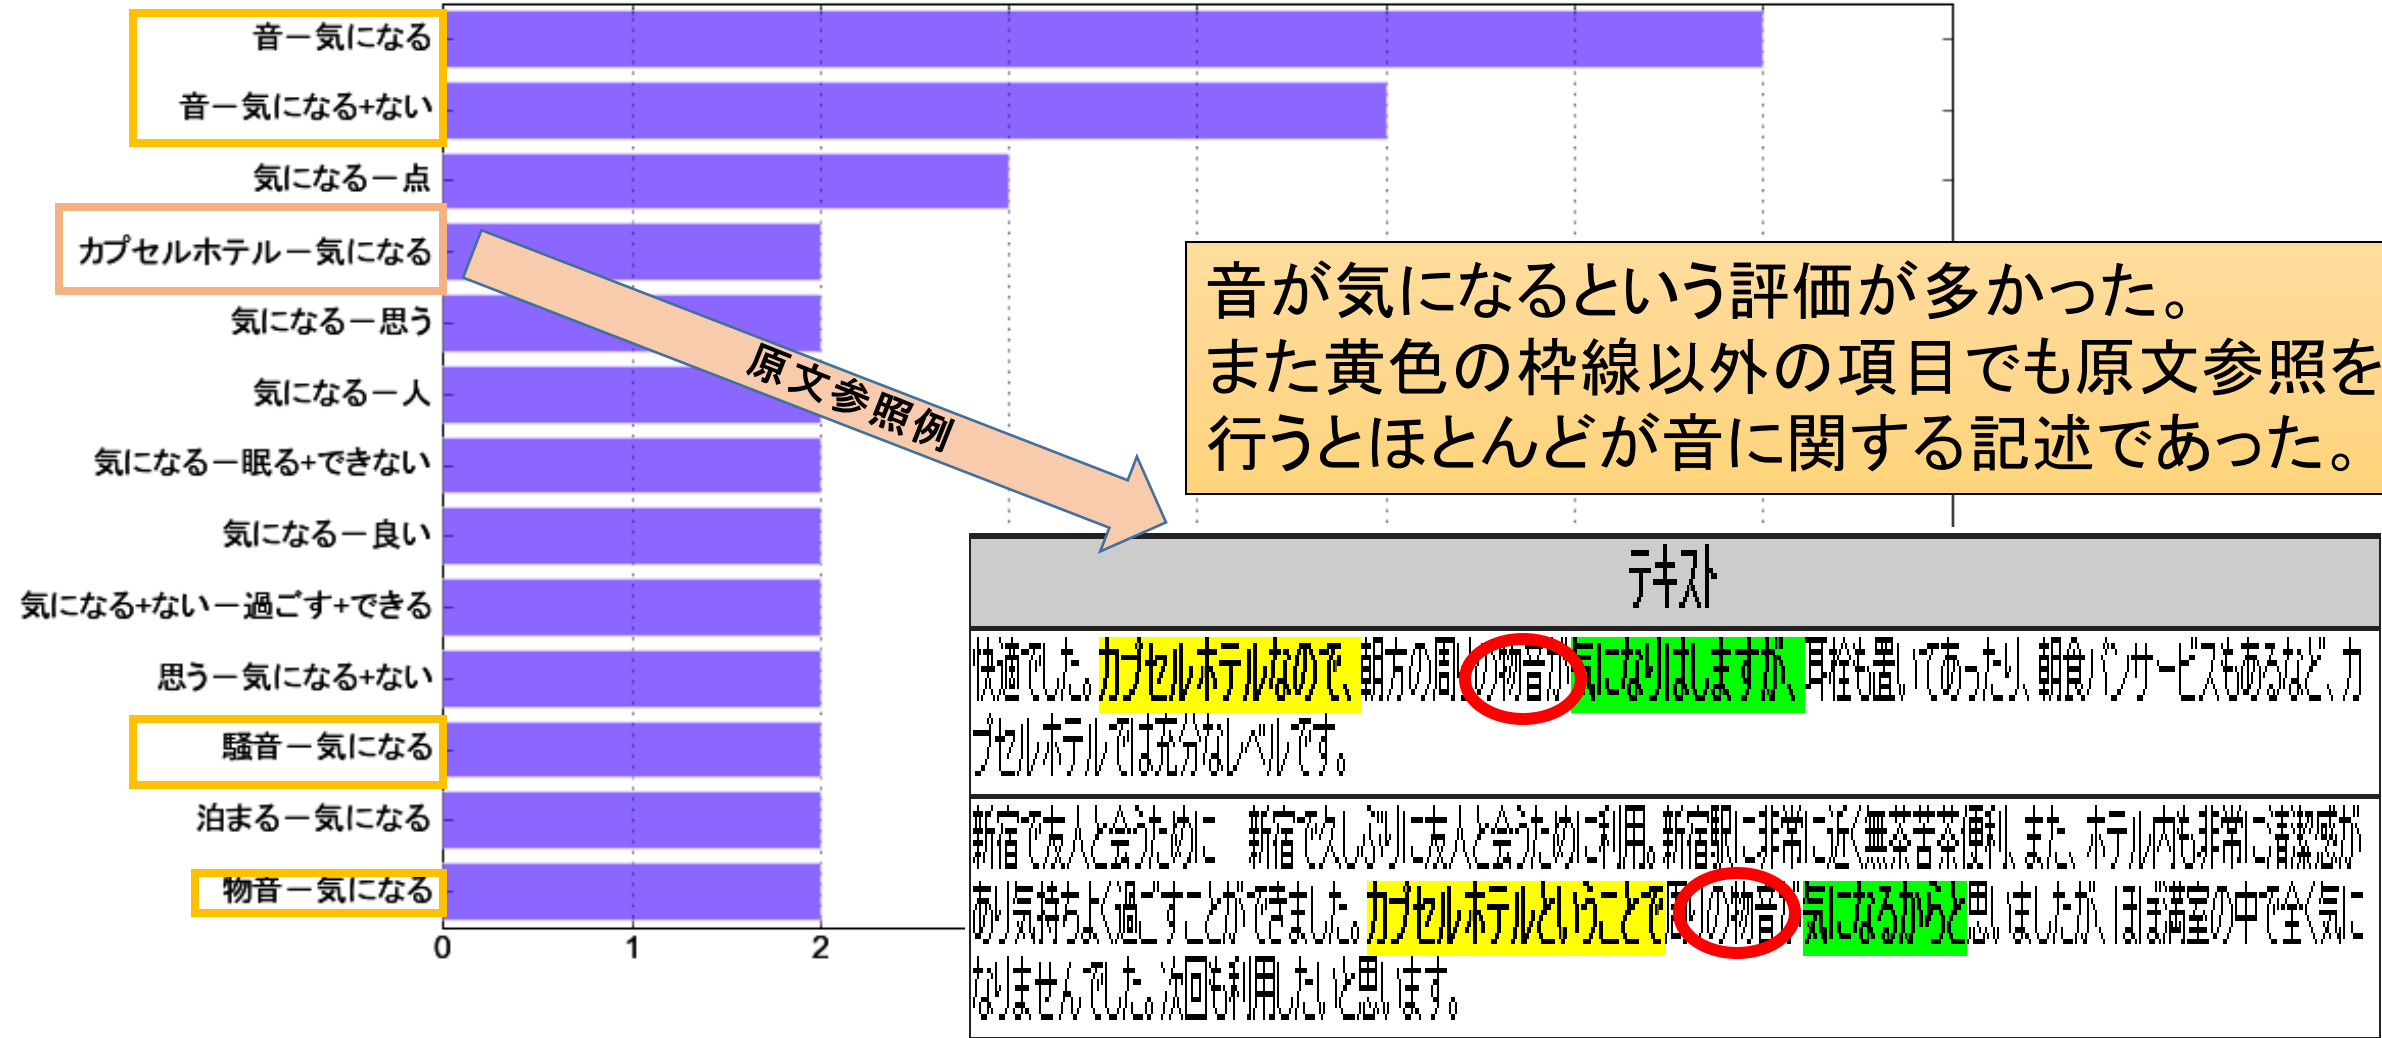 音－気になる
音－気になる+ない
気になる－点
カプセルホテル－気になる
気になる－思う
気になる－人
気になる－眠る+できない
気になる－良い
気になる+ない－過ごす+できる
思う－気になる+ない
騒音－気になる
泊まる－気になる
物音－気になる
0 1 2
原文参照例
音が気になるという評価が多かった。
また黄色の枠線以外の項目でも原文参照を
行うとほとんどが音に関する記述であった。
テキスト
快適でした。カプセルホテルなので、朝方の周りの物音が気になりはしますが、耳栓も置いてあったり、朝食パンサービスもあるなど、カ
プセルホテルでは充分なレベルです。
新宿で友人と会うために　新宿で久しぶりに友人と会うために利用。新宿駅に非常に近く無茶苦茶便利、また、ホテル内も非常に清潔感が
あり気持ちよく過ごすことができました。カプセルホテルということで周りの物音が気になるからと思いましたが、ほぼ満室の中で全く気に
なりませんでした。次回も利用したいと思います。